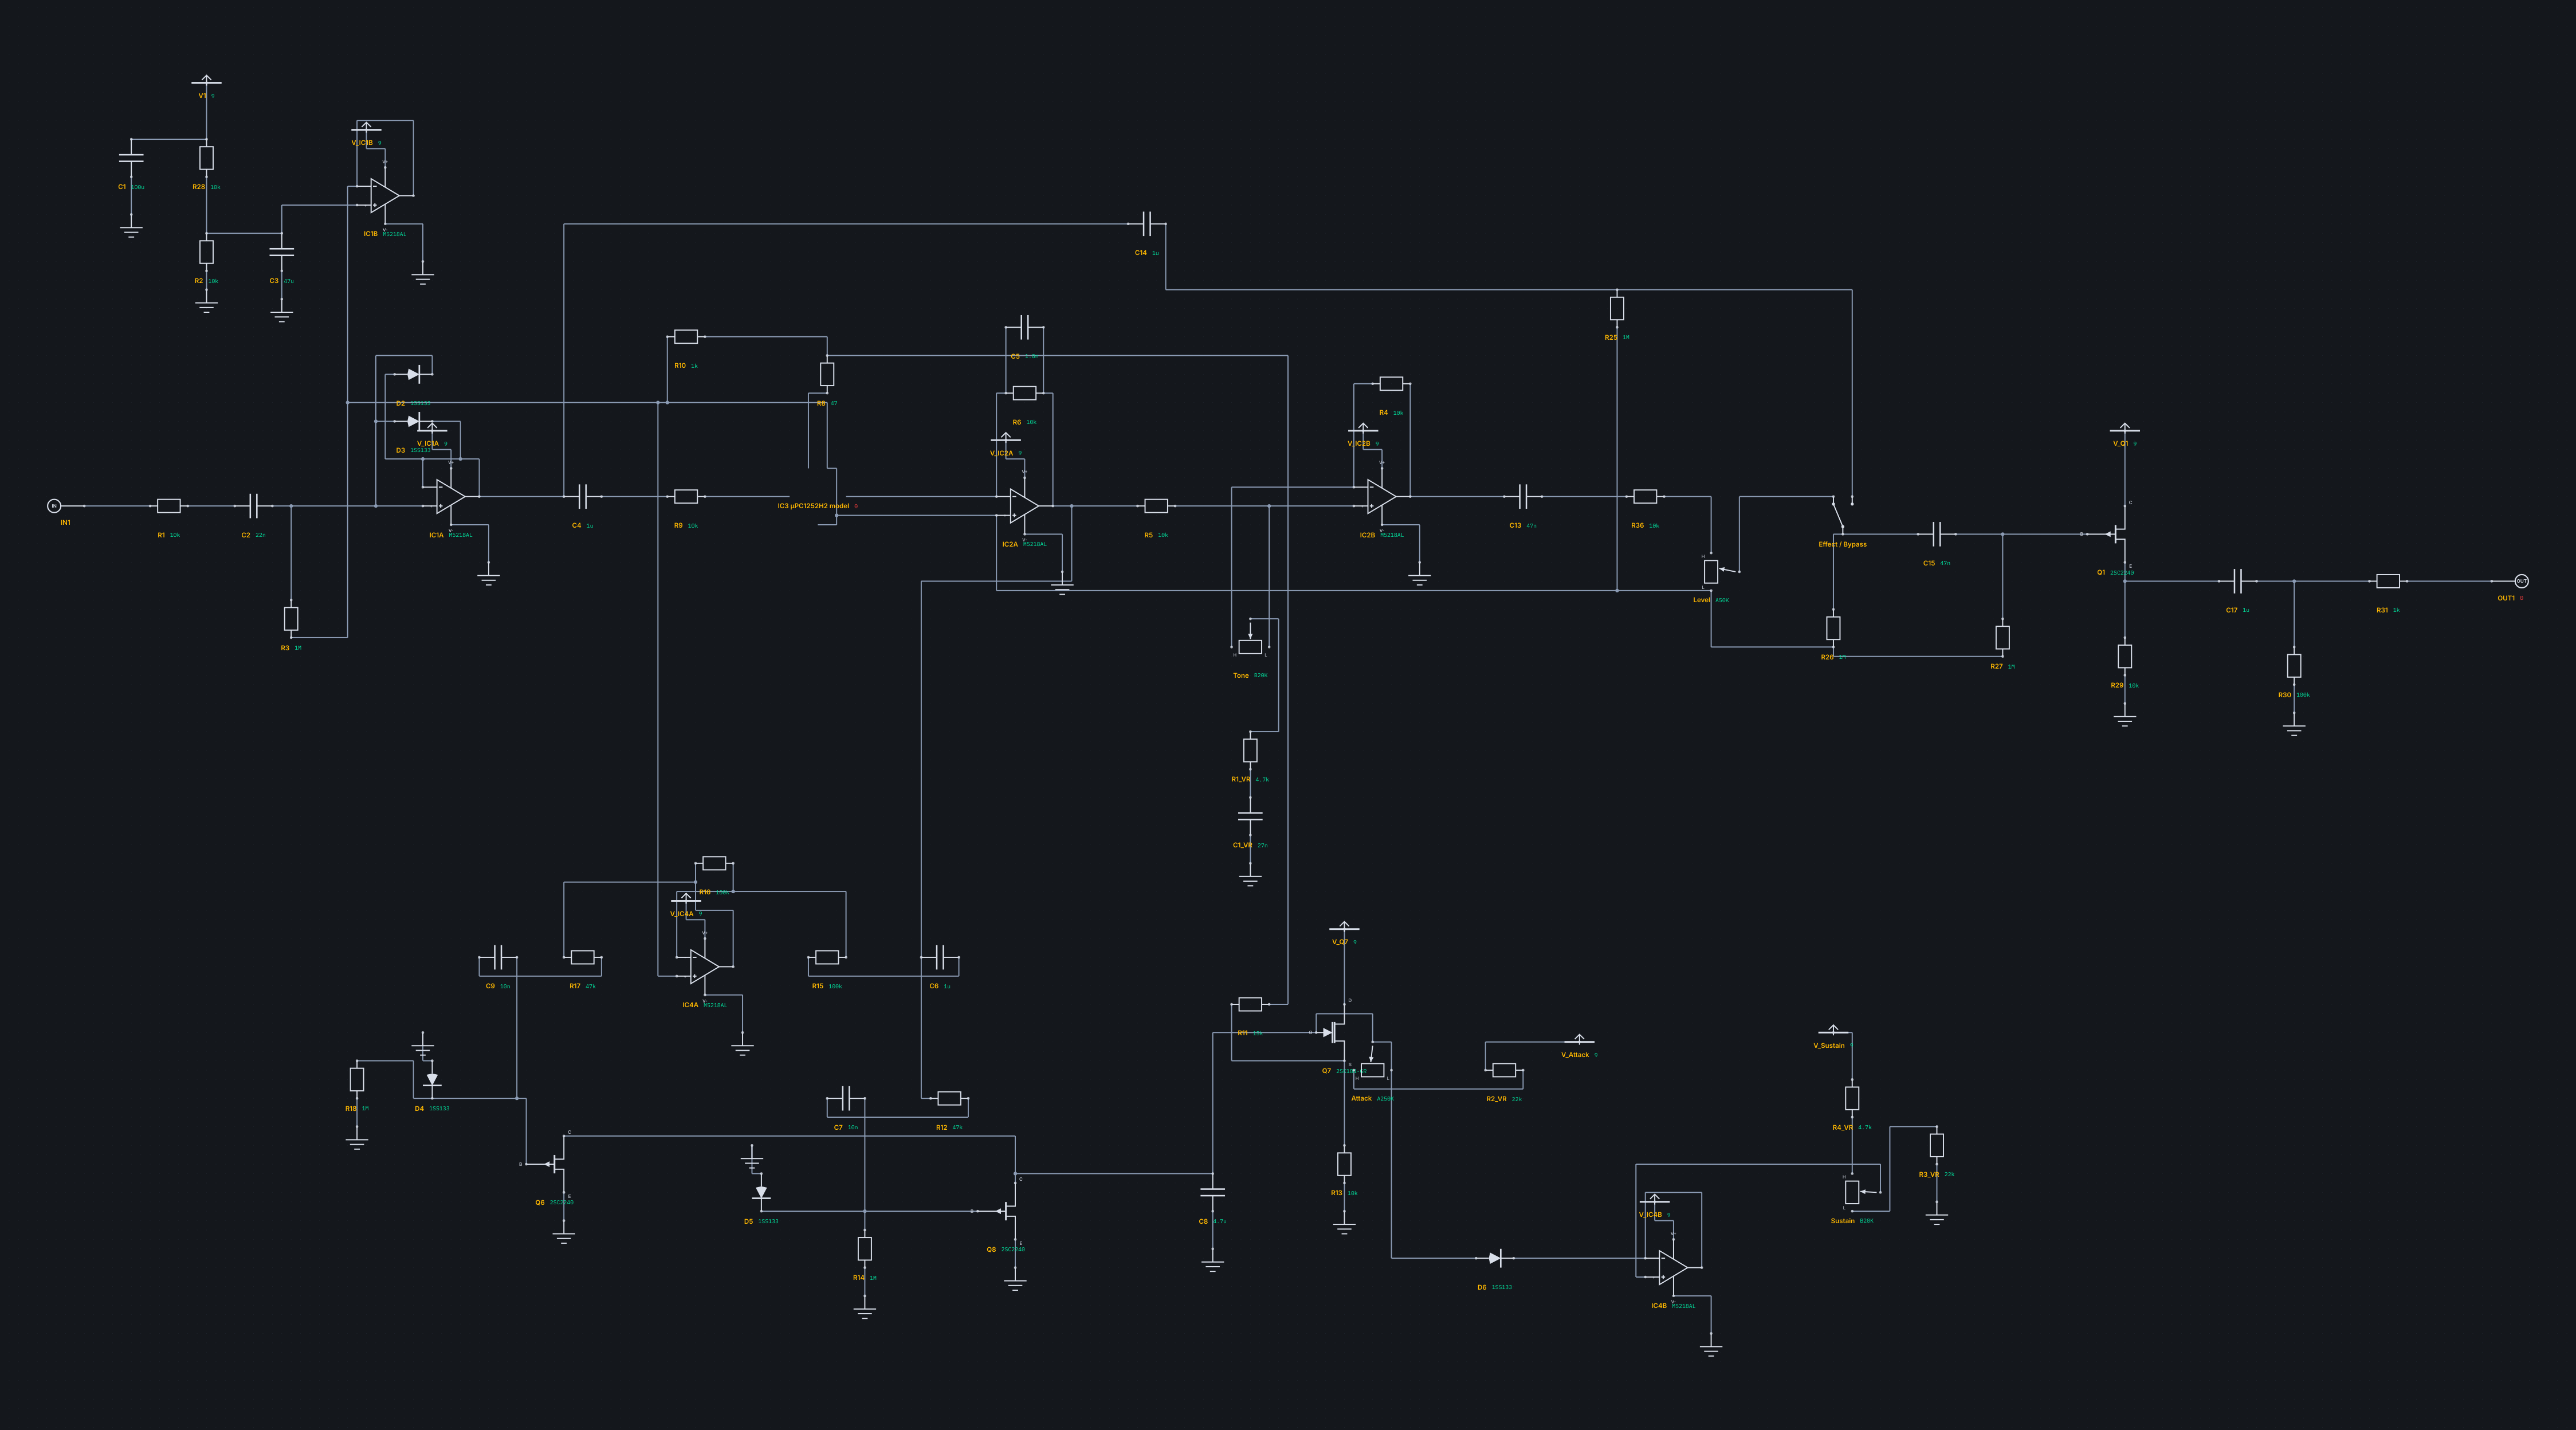 V1 9
V_IC1B 9
C1 100u
R28 10k
V+
IC1B MS218AL
C14 1u
R2 10k
C3 47u
R25 1M
C5
R10 1k
D2 1SS133
R8 47
R4 10k
R6 10k
V_IC1A 9
V_IC2A 9
V_IC2B 9
V_Q1 9
D3 1SS133
C
IN
IN1
R1 10k
C2 22n
IC1A MS218AL
C4 1u
R9 10k
IC3 µPC1252H2 model
IC2A MS218AL
R5 10k
IC2B MS218AL
C13 47n
R36 10k
Effect / Bypass
B
H
C15 47n
E
Q1 2SC2240
OUT
OUT1
L
Level A50K
C17 1u
R31 1k
R3 1M
H L
R26 1M
R27 1M
Tone B20K
R29 10k
R30 100k
R1_VR 4.7k
C1_VR 27n
R16 100k
V_IC4A 9
V_Q7 9
C9 10n
R17 47k
R15 100k
C6 1u
IC4A MS218AL
D
R11
G
V_Attack 9
V_Sustain 9
S
Q7
H L
Attack A250K
R2_VR 22k
R18 1M
D4 1SS133
C7 10n
R12 47k
R4_VR 4.7k
C
B
R3_VR 22k
H
C
E
Q6 2SC2240
R13 10k
L
V_IC4B 9
D5 1SS133
C8 4.7u
B
Sustain B20K
E
Q8 2SC2240
R14 1M
D6 1SS133
IC4B MS218AL